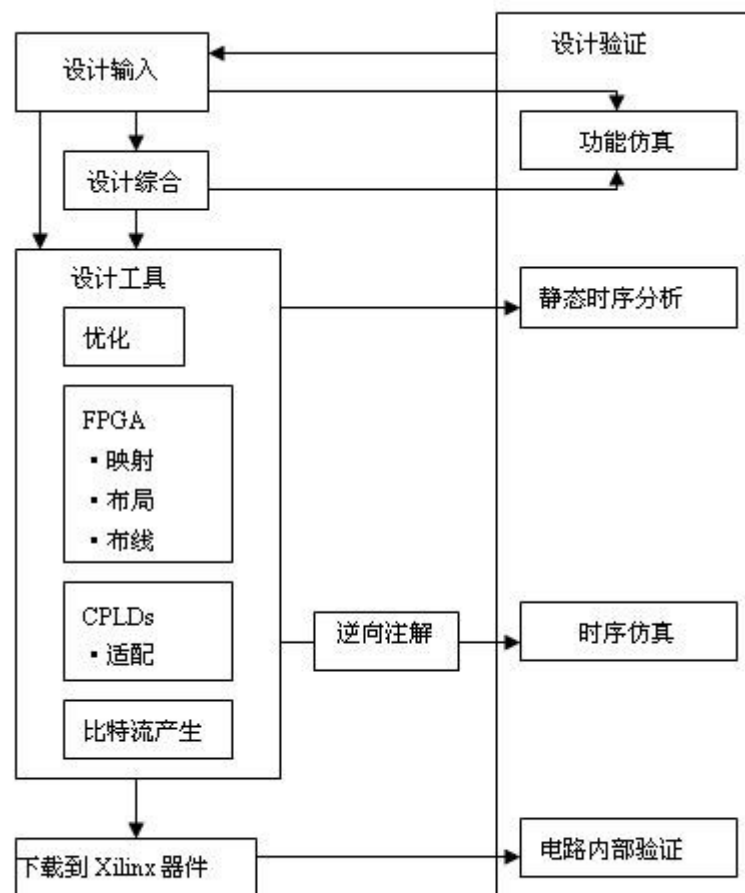 设计输入
设计验证
功能仿真
设计综合
设计工具
静态时序分析
优化
FPGA
▪映射
▪布局
▪布线
CPLDs
▪适配
逆向注解
时序仿真
比特流产生
下载到 Xilinx 器件
电路内部验证